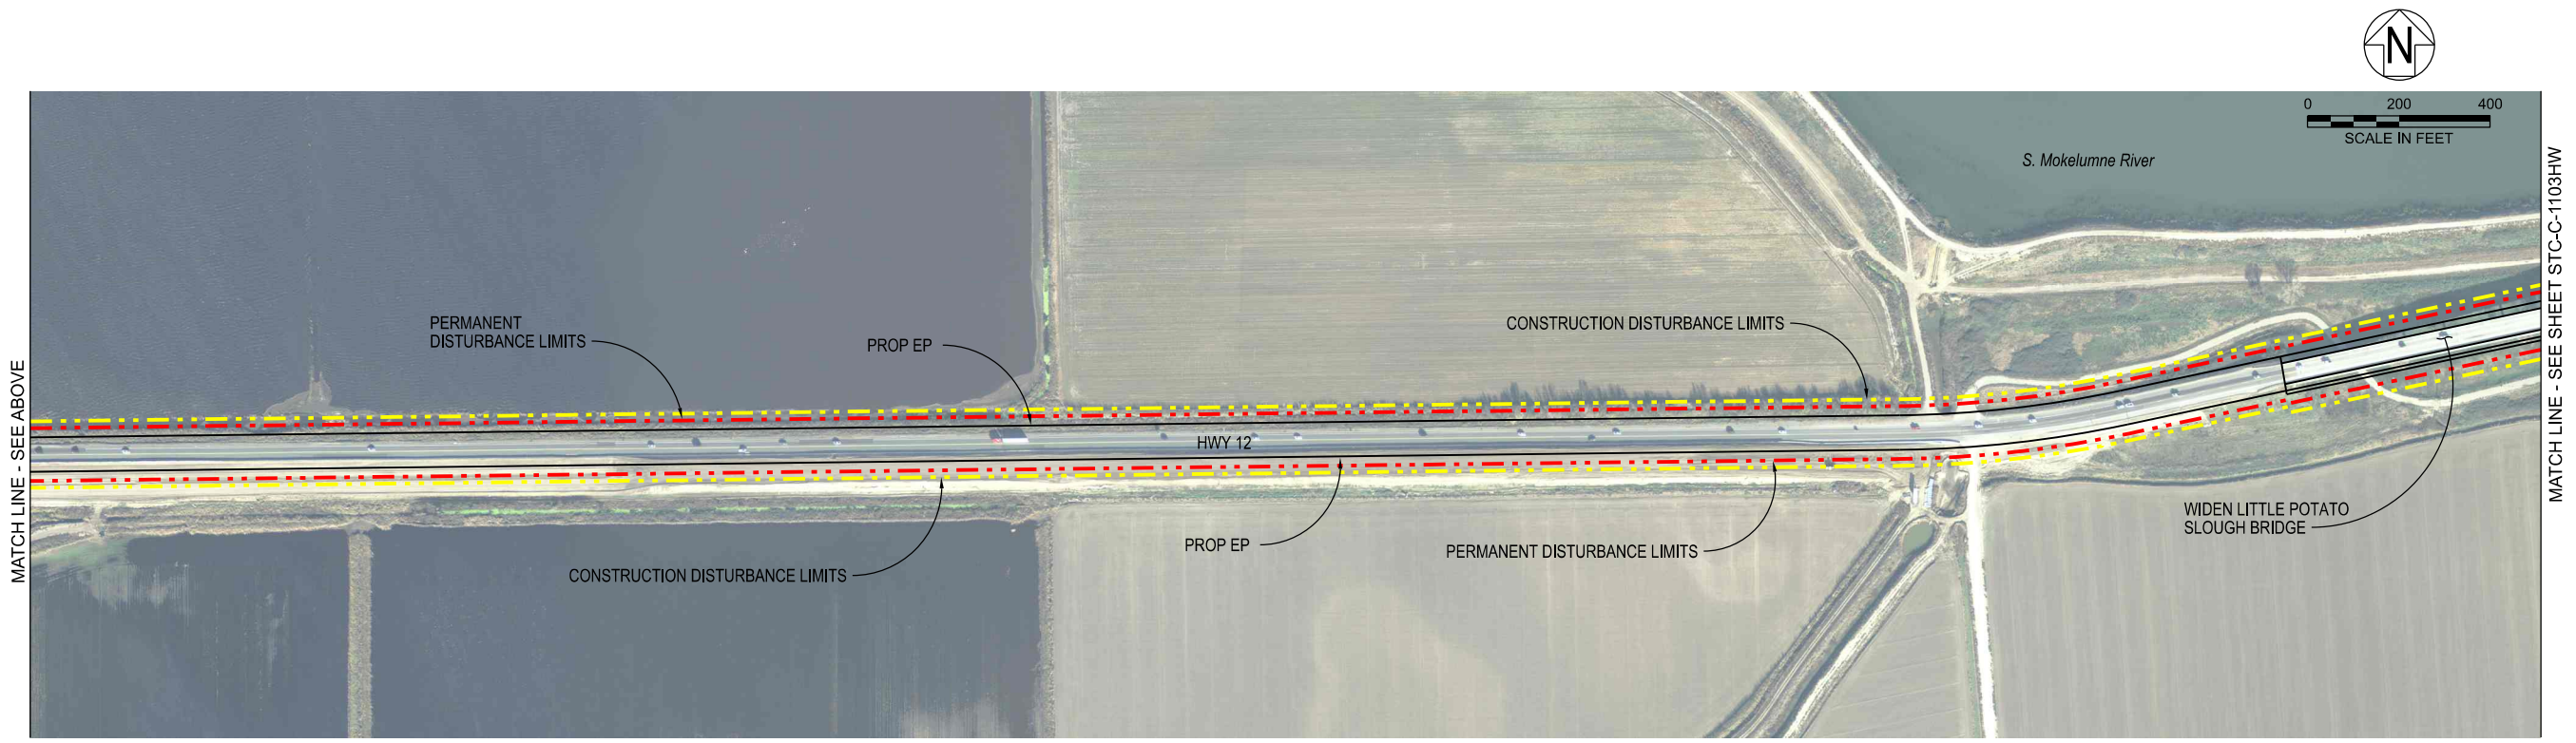 N
0 200 400
SCALE IN FEET
S. Mokelumne River
MATCH LINE - SEE ABOVE
MATCH LINE - SEE SHEET STC-C-1103HW
PERMANENT
DISTURBANCE LIMITS
PROP EP
CONSTRUCTION DISTURBANCE LIMITS
HWY 12
CONSTRUCTION DISTURBANCE LIMITS
PROP EP
PERMANENT DISTURBANCE LIMITS
WIDEN LITTLE POTATO
SLOUGH BRIDGE